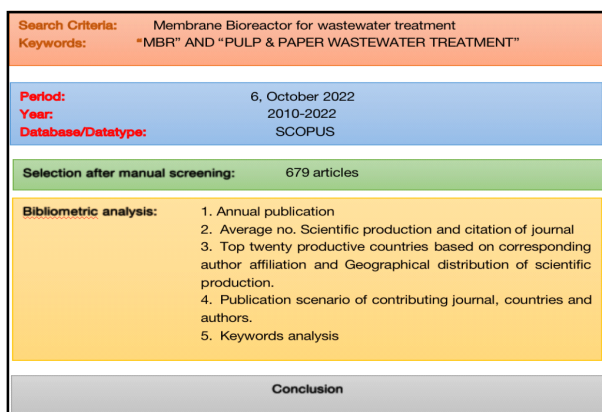 Search Criteria: Membrane Bioreactor for wastewater treatment
Keywords: "MBR" AND "PULP & PAPER WASTEWATER TREATMENT"
Period: 6, October 2022
Year: 2010-2022
Database/Datatype: SCOPUS
Selection after manual screening: 679 articles
Bibliometric analysis: 1. Annual publication
2. Average no. Scientific production and citation of journal
3. Top twenty productive countries based on corresponding
author affiliation and Geographical distribution of scientific
production.
4. Publication scenario of contributing journal, countries and
authors.
5. Keywords analysis
Conclusion